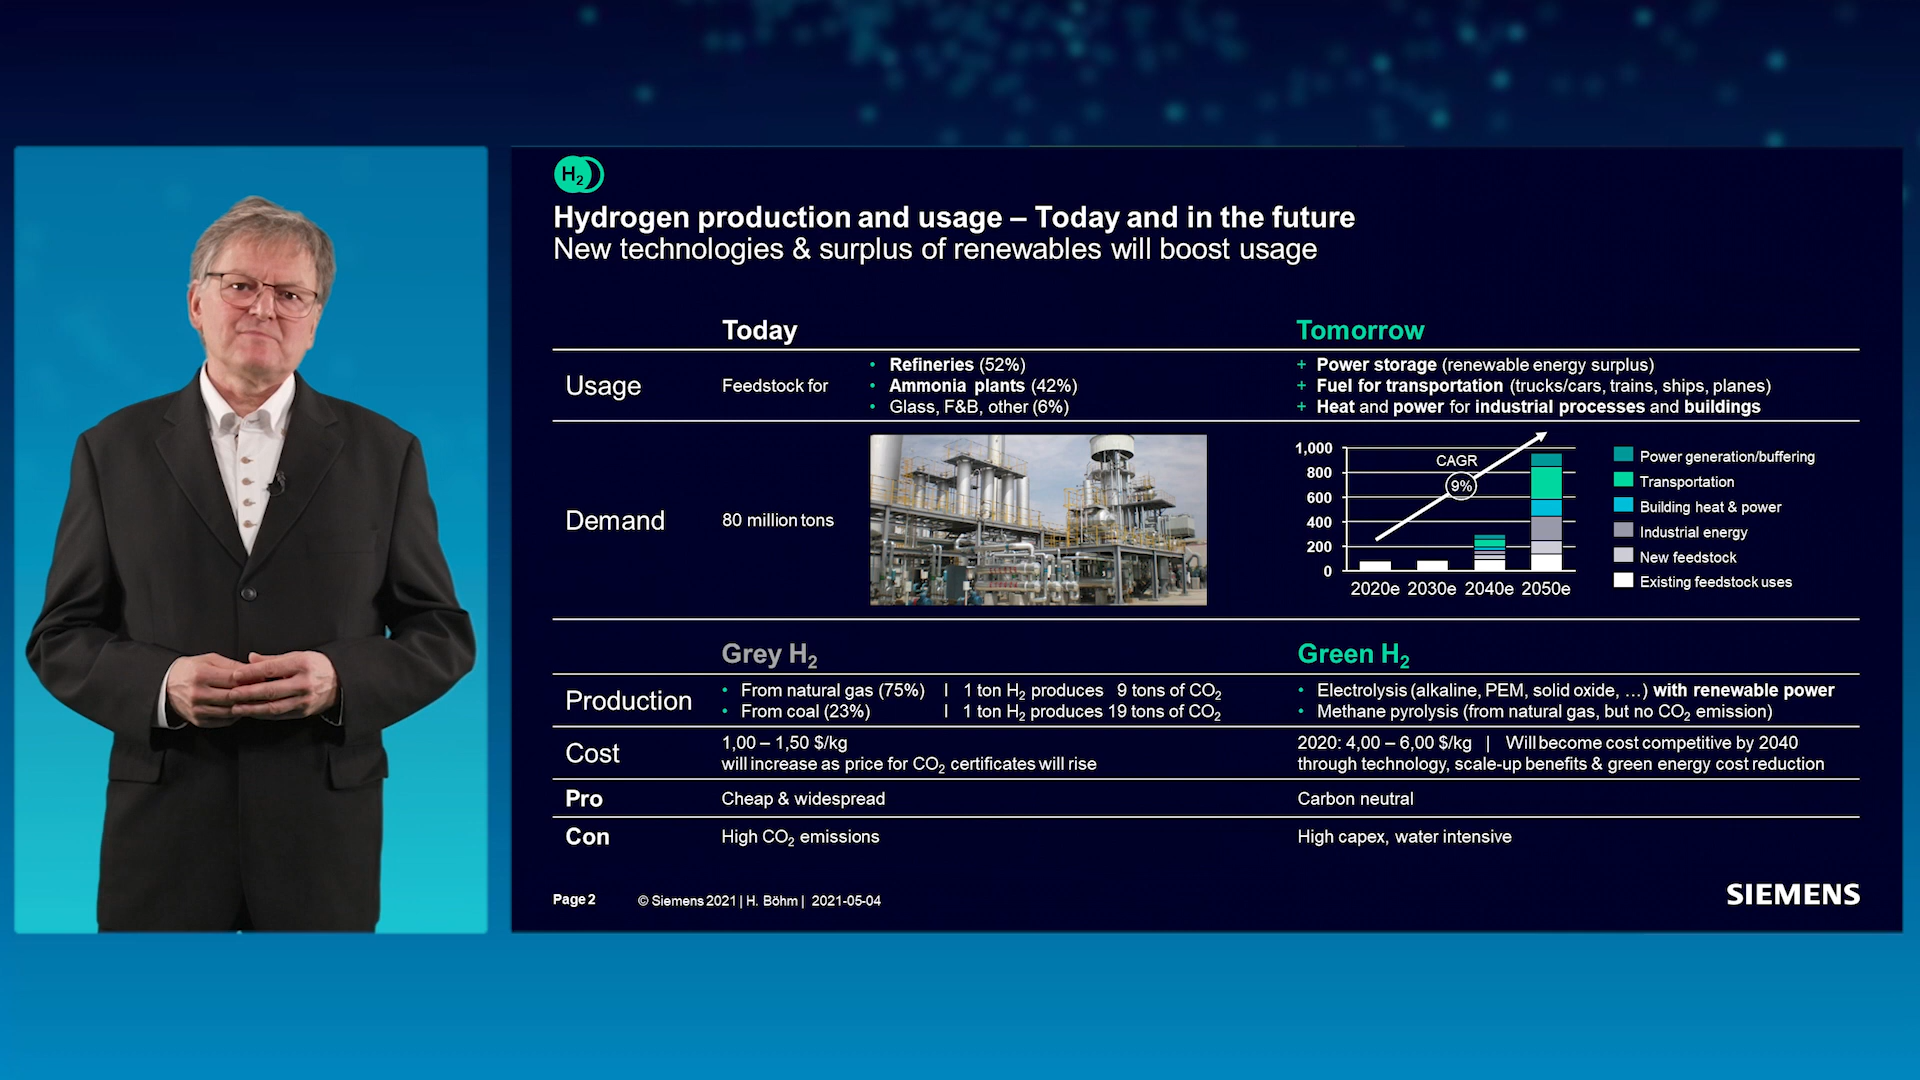 H2
Hydrogen production and usage – Today and in the future
New technologies & surplus of renewables will boost usage
Today
Tomorrow
Usage
Feedstock for
• Refineries (52%)
• Ammonia plants (42%)
• Glass, F&B, other (6%)
+ Power storage (renewable energy surplus)
+ Fuel for transportation (trucks/cars, trains, ships, planes)
+ Heat and power for industrial processes and buildings
Demand
80 million tons
1,000
800
600
400
200
0
CAGR
9%
2020e 2030e 2040e 2050e
Power generation/buffering
Transportation
Building heat & power
Industrial energy
New feedstock
Existing feedstock uses
Grey H2
Green H2
Production
• From natural gas (75%) | 1 ton H2 produces 9 tons of CO2
• From coal (23%) | 1 ton H2 produces 19 tons of CO2
• Electrolysis (alkaline, PEM, solid oxide, …) with renewable power
• Methane pyrolysis (from natural gas, but no CO2 emission)
Cost
1,00 – 1,50 $/kg
will increase as price for CO2 certificates will rise
2020: 4,00 – 6,00 $/kg | Will become cost competitive by 2040
through technology, scale-up benefits & green energy cost reduction
Pro
Cheap & widespread
Carbon neutral
Con
High CO2 emissions
High capex, water intensive
Page 2
© Siemens 2021 | H. Böhm | 2021-05-04
SIEMENS